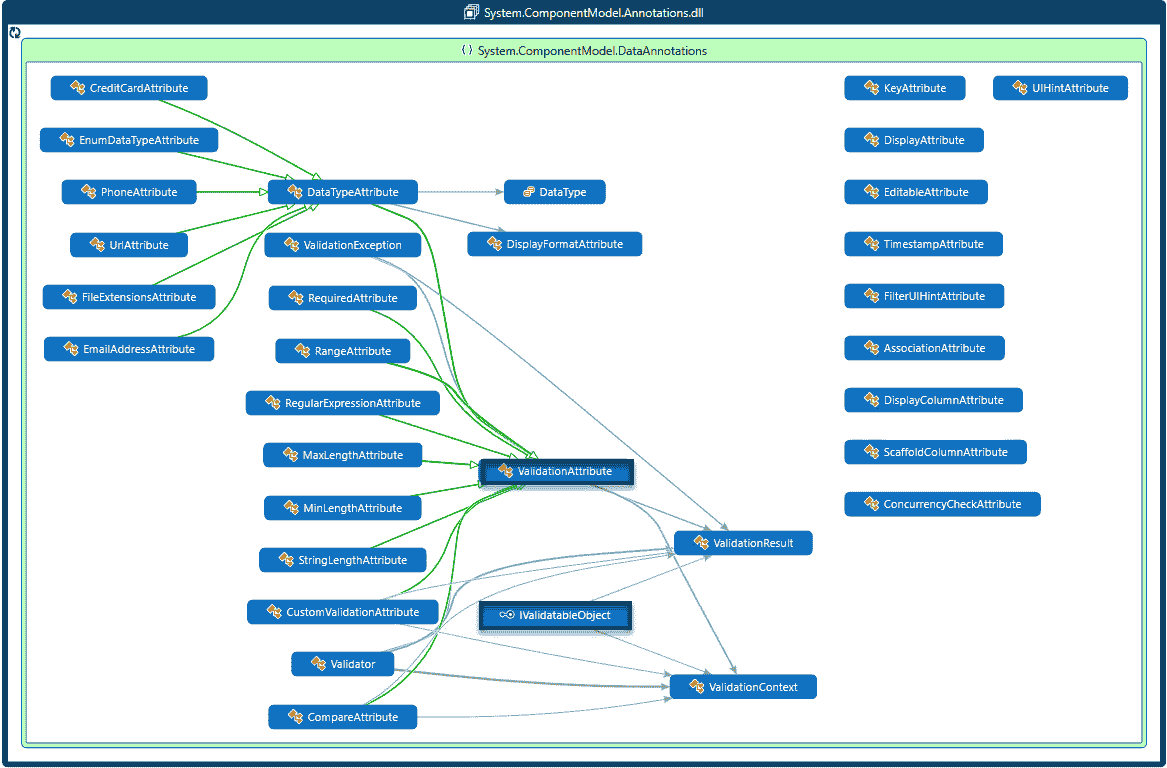 System.ComponentModel.Annotations.dll
{} System.ComponentModel.DataAnnotations
CreditCardAttribute
KeyAttribute
UIHintAttribute
EnumDataTypeAttribute
DisplayAttribute
PhoneAttribute
DataTypeAttribute
DataType
EditableAttribute
UrlAttribute
ValidationException
DisplayFormatAttribute
TimestampAttribute
FileExtensionsAttribute
RequiredAttribute
FilterUIHintAttribute
EmailAddressAttribute
RangeAttribute
AssociationAttribute
RegularExpressionAttribute
DisplayColumnAttribute
MaxLengthAttribute
ValidationAttribute
ScaffoldColumnAttribute
MinLengthAttribute
ConcurrencyCheckAttribute
StringLengthAttribute
ValidationResult
CustomValidationAttribute
IValidatableObject
Validator
ValidationContext
CompareAttribute